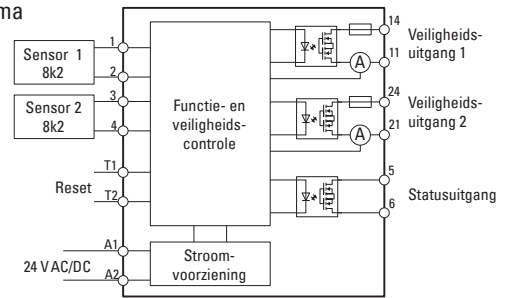 ma
Sensor 1
8k2
1
2
Sensor 2
8k2
3
4
Reset
T1
T2
24 V AC/DC
A1
A2
Functie- en
veiligheids-
controle
Stroom-
voorziening
A
14
11
Veiligheids-
uitgang 1
A
24
21
Veiligheids-
uitgang 2
5
6
Statusuitgang